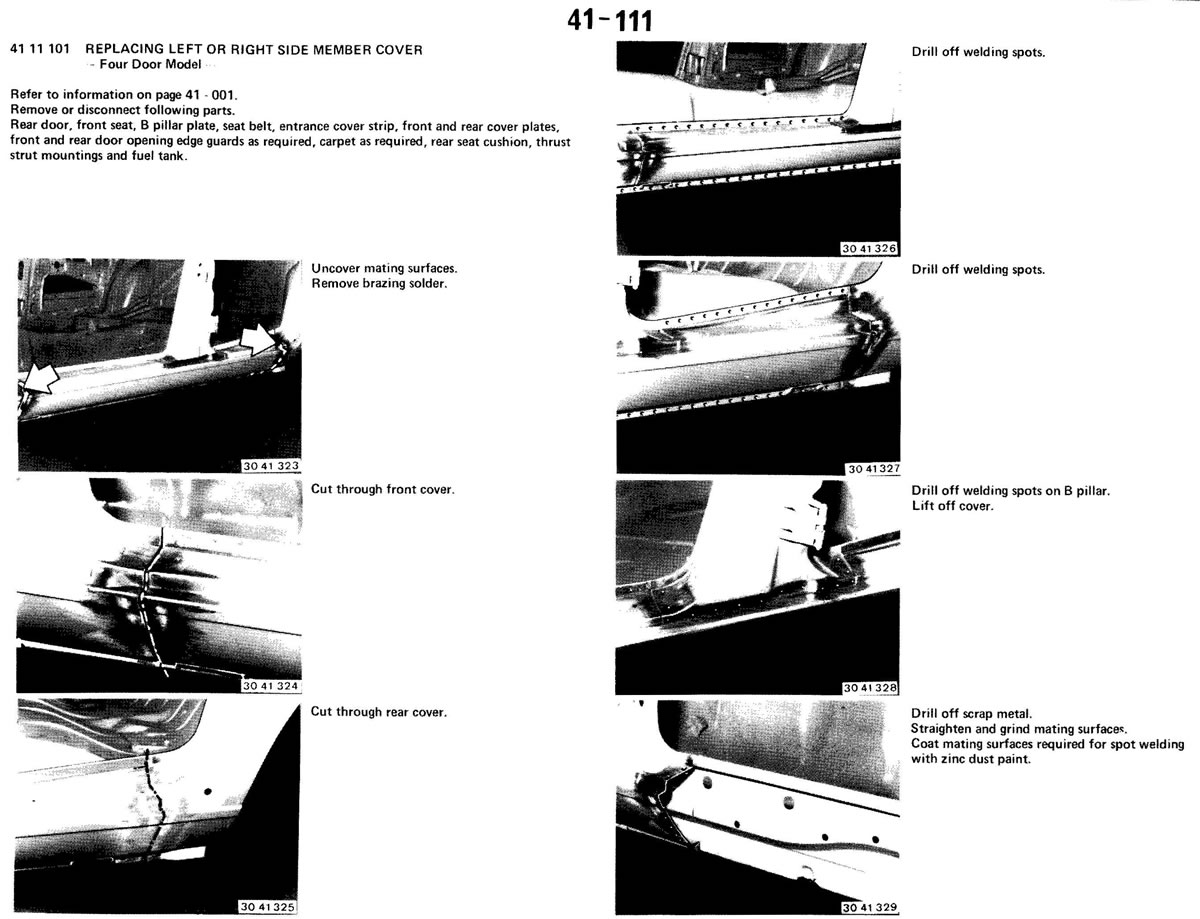 41-111
41 11 101 REPLACING LEFT OR RIGHT SIDE MEMBER COVER
- Four Door Model
Refer to information on page 41 - 001.
Remove or disconnect following parts.
Rear door, front seat, B pillar plate, seat belt, entrance cover strip, front and rear cover plates,
front and rear door opening edge guards as required, carpet as required, rear seat cushion, thrust
strut mountings and fuel tank.
Uncover mating surfaces.
Remove brazing solder.
30 41 323
Cut through front cover.
30 41 324
Cut through rear cover.
30 41 325
Drill off welding spots.
30 41 326
Drill off welding spots.
30 41 327
Drill off welding spots on B pillar.
Lift off cover.
30 41 328
Drill off scrap metal.
Straighten and grind mating surfaces.
Coat mating surfaces required for spot welding
with zinc dust paint.
30 41 329